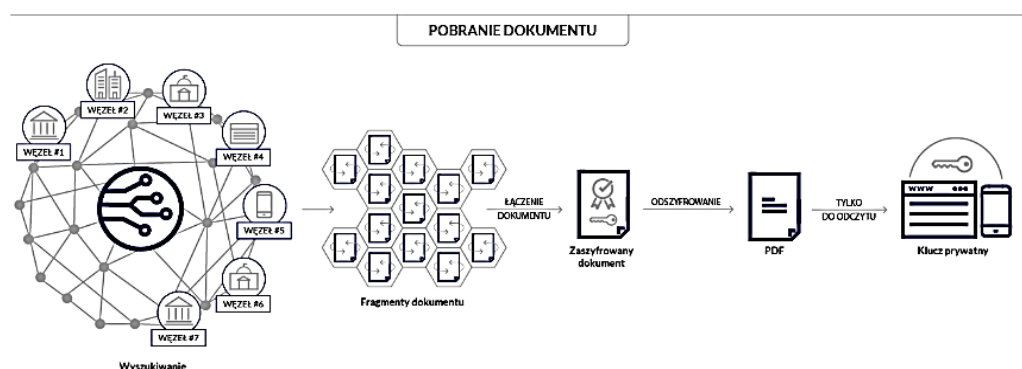 POBRANIE DOKUMENTU
WĘZEŁ #1
WĘZEŁ #2
WĘZEŁ #3
WĘZEŁ #4
WĘZEŁ #5
WĘZEŁ #6
WĘZEŁ #7
Wyszukiwanie
Fragmenty dokumentu
ŁĄCZENIE
DOKUMENTU
Zaszyfrowany
dokument
ODSZYFROWANIE
PDF
TYLKO
DO ODCZYTU
WWW
Klucz prywatny